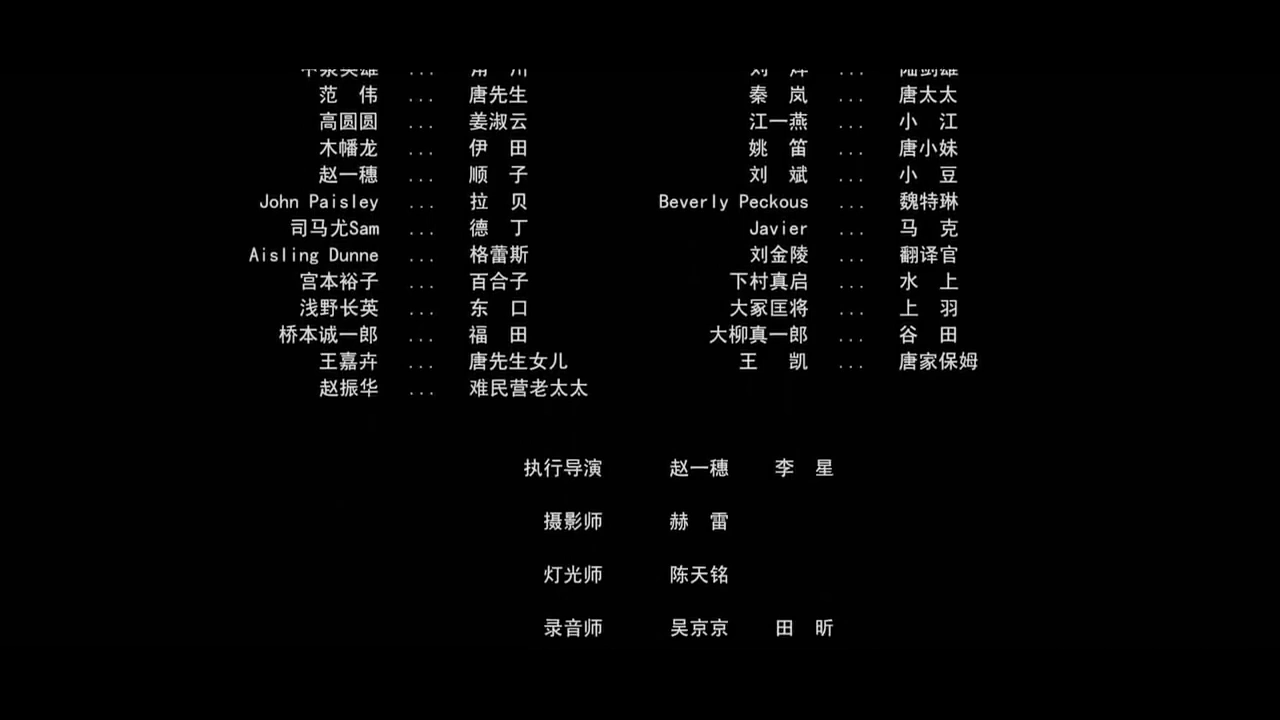 范 伟 ... 唐先生 秦 岚 ... 唐太太
高圆圆 ... 姜淑云 江一燕 ... 小 江
木幡龙 ... 伊 田 姚 笛 ... 唐小妹
赵一穗 ... 顺 子 刘 斌 ... 小 豆
John Paisley ... 拉 贝 Beverly Peckous ... 魏特琳
司马尤Sam ... 德 丁 Javier ... 马 克
Aisling Dunne ... 格蕾斯 刘金陵 ... 翻译官
宫本裕子 ... 百合子 下村真启 ... 水 上
浅野长英 ... 东 口 大冢匡将 ... 上 羽
桥本诚一郎 ... 福 田 大柳真一郎 ... 谷 田
王嘉卉 ... 唐先生女儿 王 凯 ... 唐家保姆
赵振华 ... 难民营老太太
执行导演 赵一穗 李 星
摄影师 赫 雷
灯光师 陈天铭
录音师 吴京京 田 昕